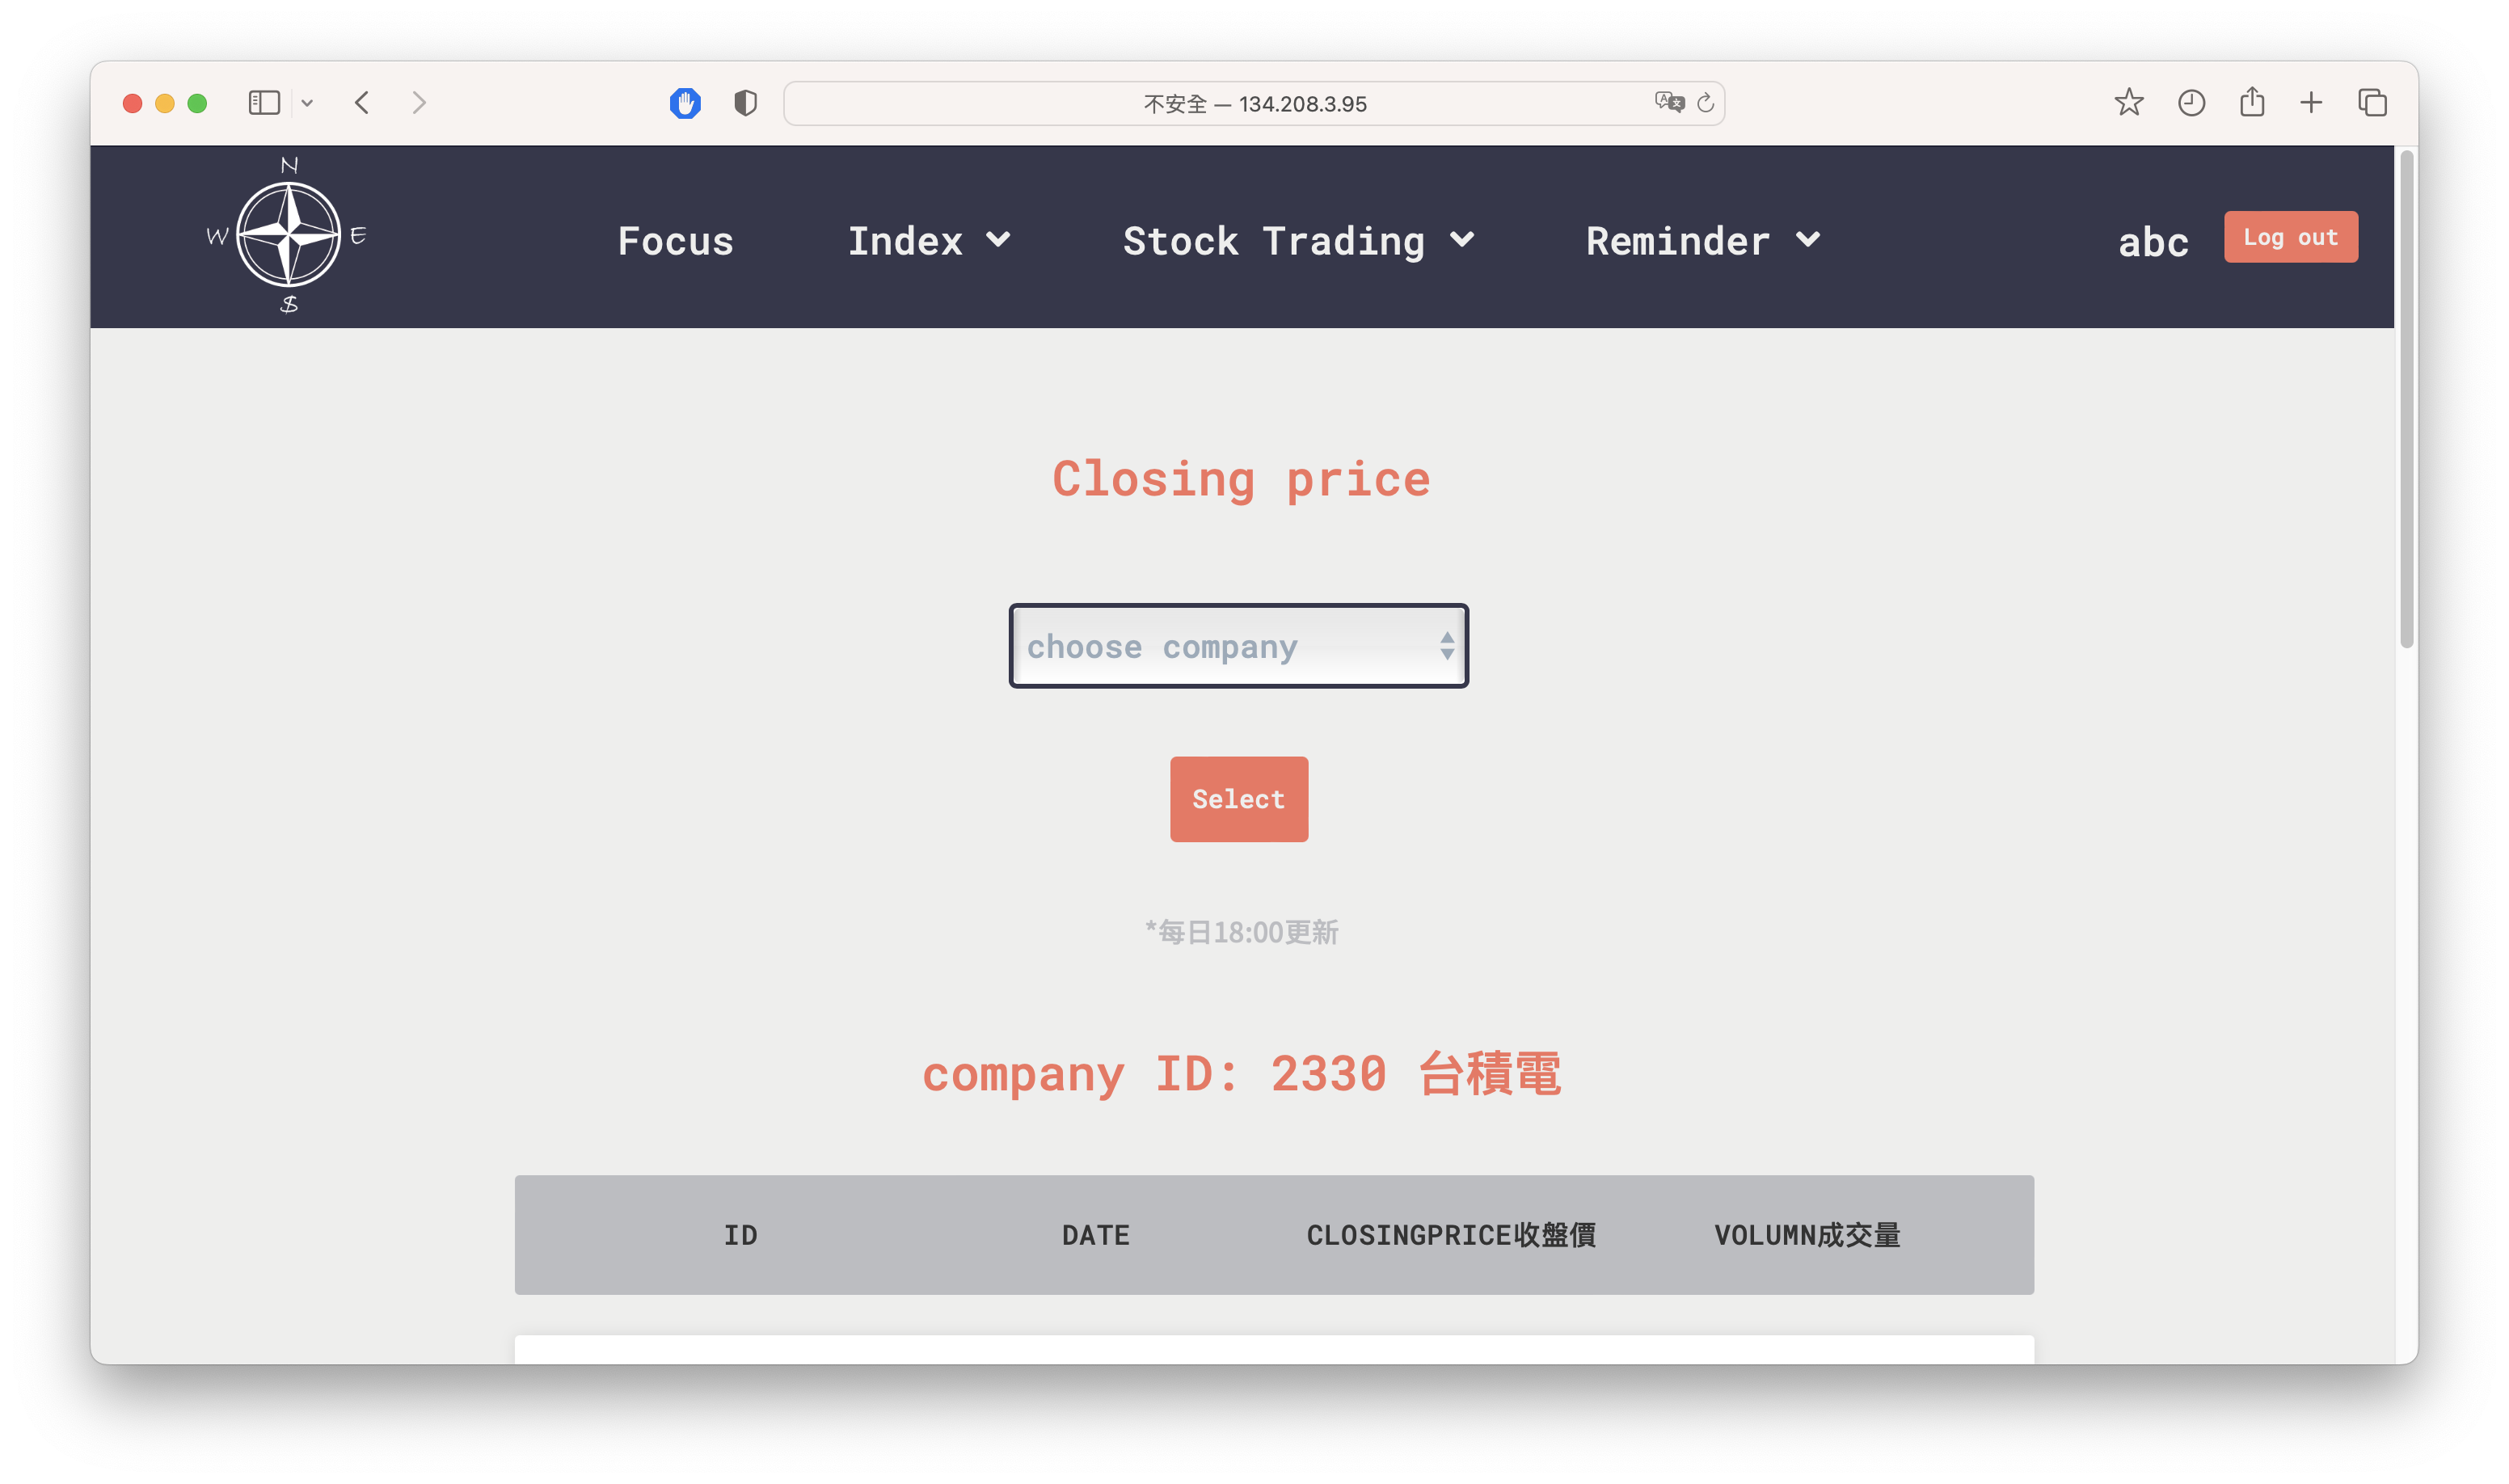 不安全 — 134.208.3.95
N
W E
S
Focus Index Stock Trading Reminder abc Log out
Closing price
choose company
Select
*每日18:00更新
company ID: 2330 台積電
ID DATE CLOSINGPRICE收盤價 VOLUMN成交量